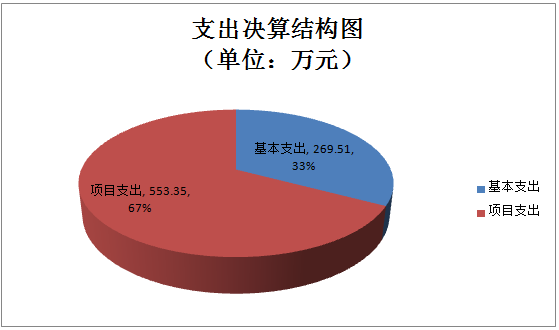 支出决算结构图
（单位：万元）
基本支出, 269.51,
33%
项目支出, 553.35,
67%
基本支出
项目支出